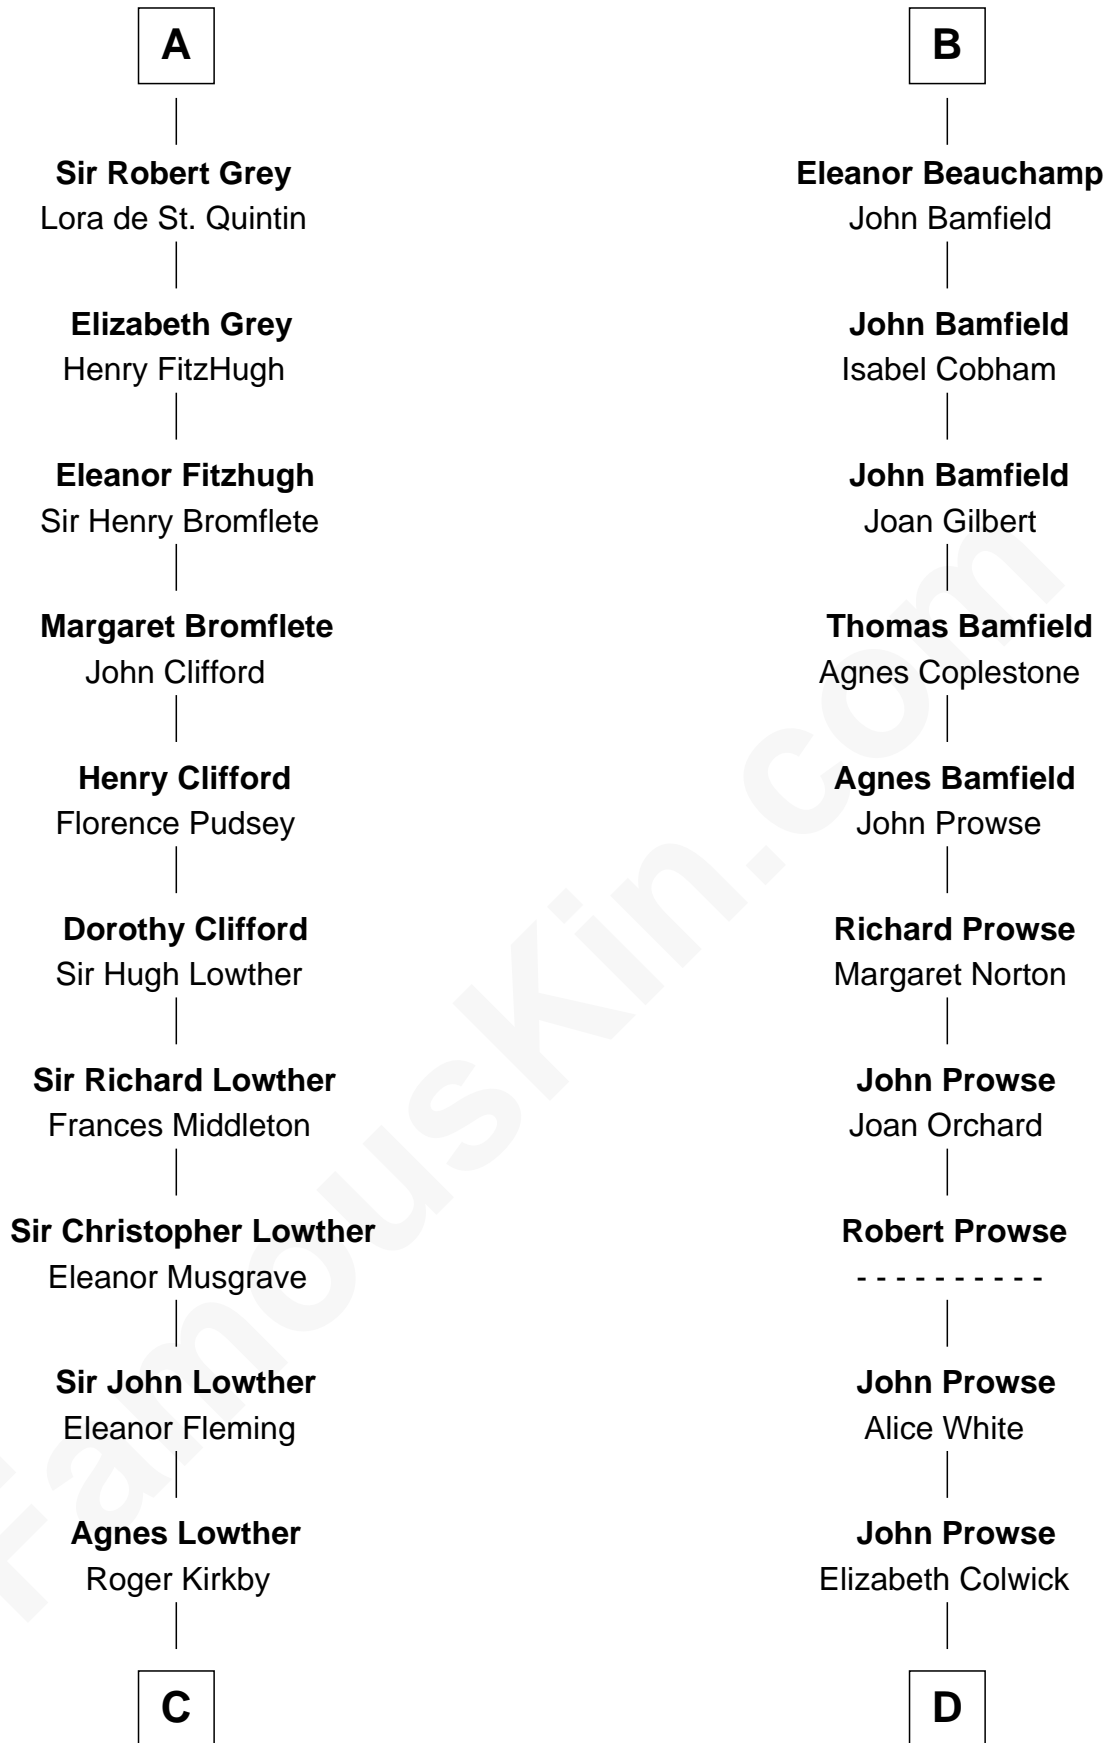 A
Sir Robert Grey
Lora de St. Quintin
Elizabeth Grey
Henry FitzHugh
Eleanor Fitzhugh
Sir Henry Bromflete
Margaret Bromflete
John Clifford
Henry Clifford
Florence Pudsey
Dorothy Clifford
Sir Hugh Lowther
Sir Richard Lowther
Frances Middleton
Sir Christopher Lowther
Eleanor Musgrave
Sir John Lowther
Eleanor Fleming
Agnes Lowther
Roger Kirkby
C
B
Eleanor Beauchamp
John Bamfield
John Bamfield
Isabel Cobham
John Bamfield
Joan Gilbert
Thomas Bamfield
Agnes Coplestone
Agnes Bamfield
John Prowse
Richard Prowse
Margaret Norton
John Prowse
Joan Orchard
Robert Prowse
- - - - - - - - - -
John Prowse
Alice White
John Prowse
Elizabeth Colwick
D
FamousKin.com